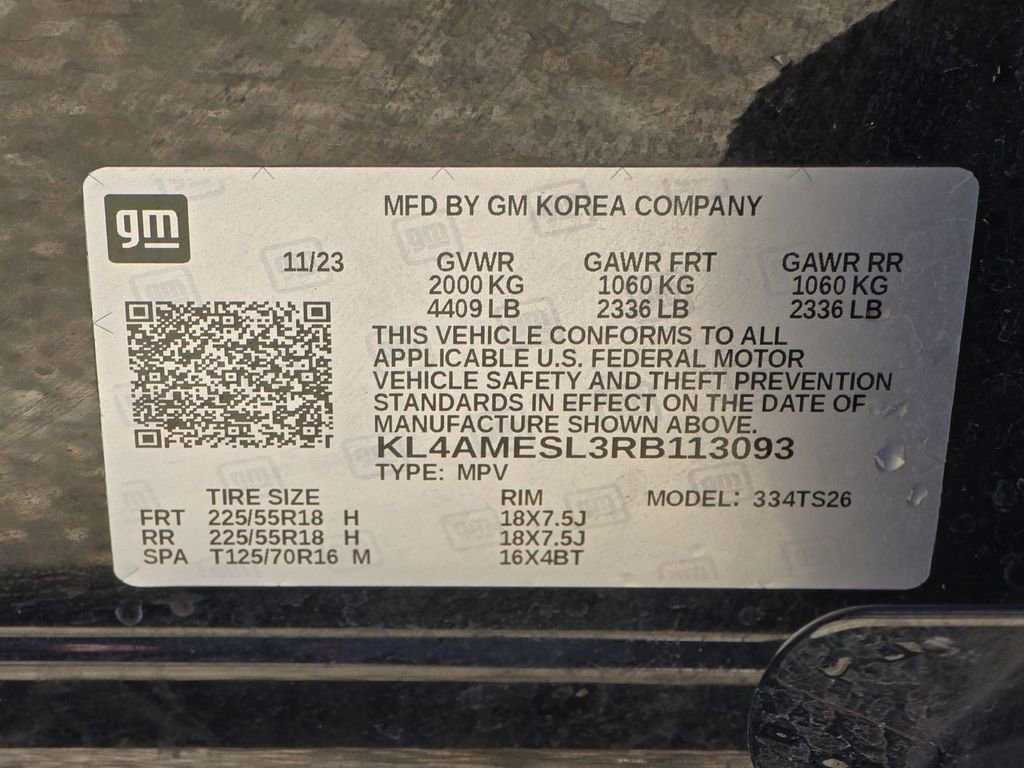 gm
MFD BY GM KOREA COMPANY
11/23 GVWR GAWR FRT GAWR RR
2000 KG 1060 KG 1060 KG
4409 LB 2336 LB 2336 LB
THIS VEHICLE CONFORMS TO ALL
APPLICABLE U.S. FEDERAL MOTOR
VEHICLE SAFETY AND THEFT PREVENTION
STANDARDS IN EFFECT ON THE DATE OF
MANUFACTURE SHOWN ABOVE.
KL4AMESL3RB113093
TYPE: MPV
TIRE SIZE RIM MODEL: 334TS26
FRT 225/55R18 H 18X7.5J
RR 225/55R18 H 18X7.5J
SPA T125/70R16 M 16X4BT